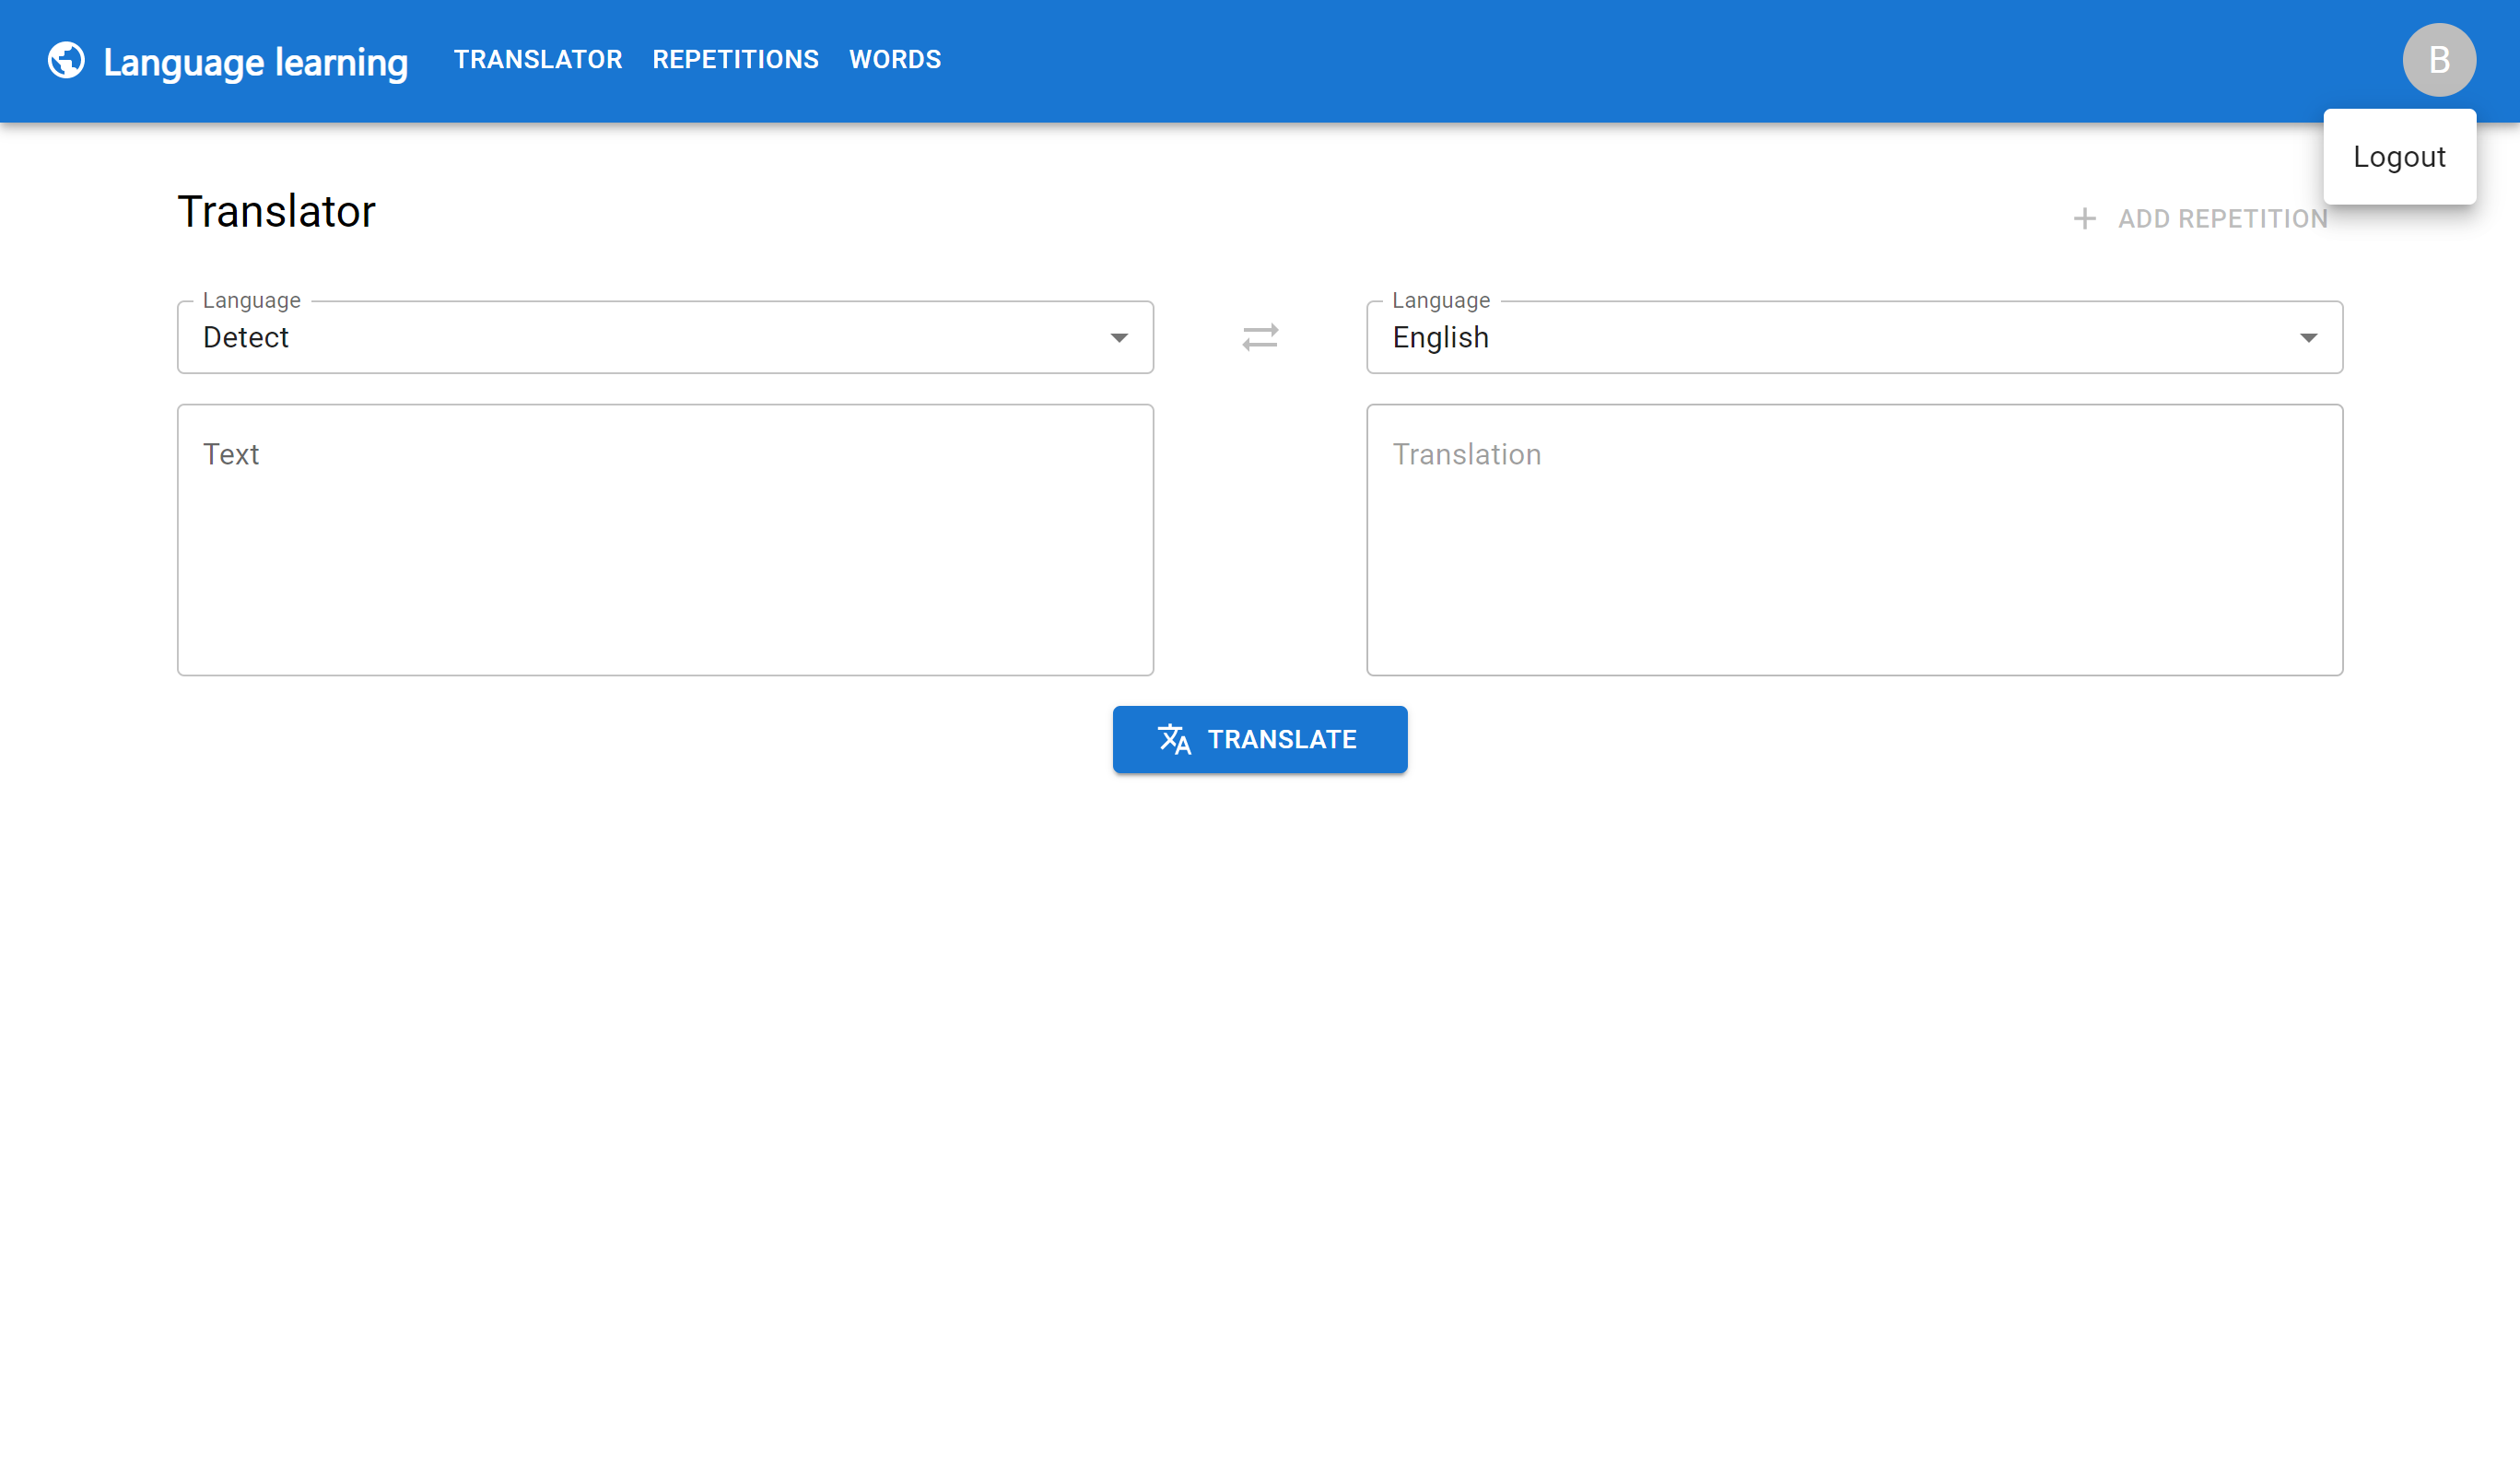 Language learning TRANSLATOR REPETITIONS WORDS B
Logout
Translator
ADD REPETITION
Language Language
Detect English
Text Translation
TRANSLATE